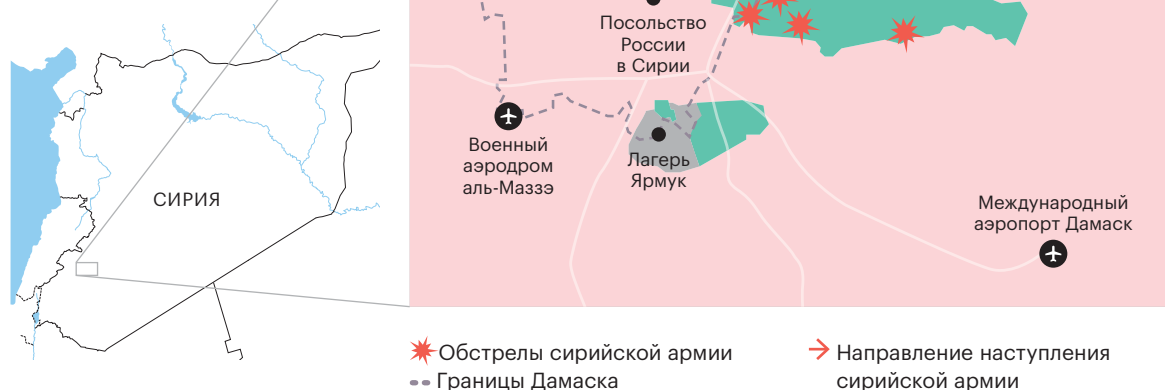 Посольство
России
в Сирии
Военный
аэродром
аль-Маззэ
Лагерь
Ярмук
СИРИЯ
Международный
аэропорт Дамаск
Обстрелы сирийской армии
Границы Дамаска
Направление наступления
сирийской армии